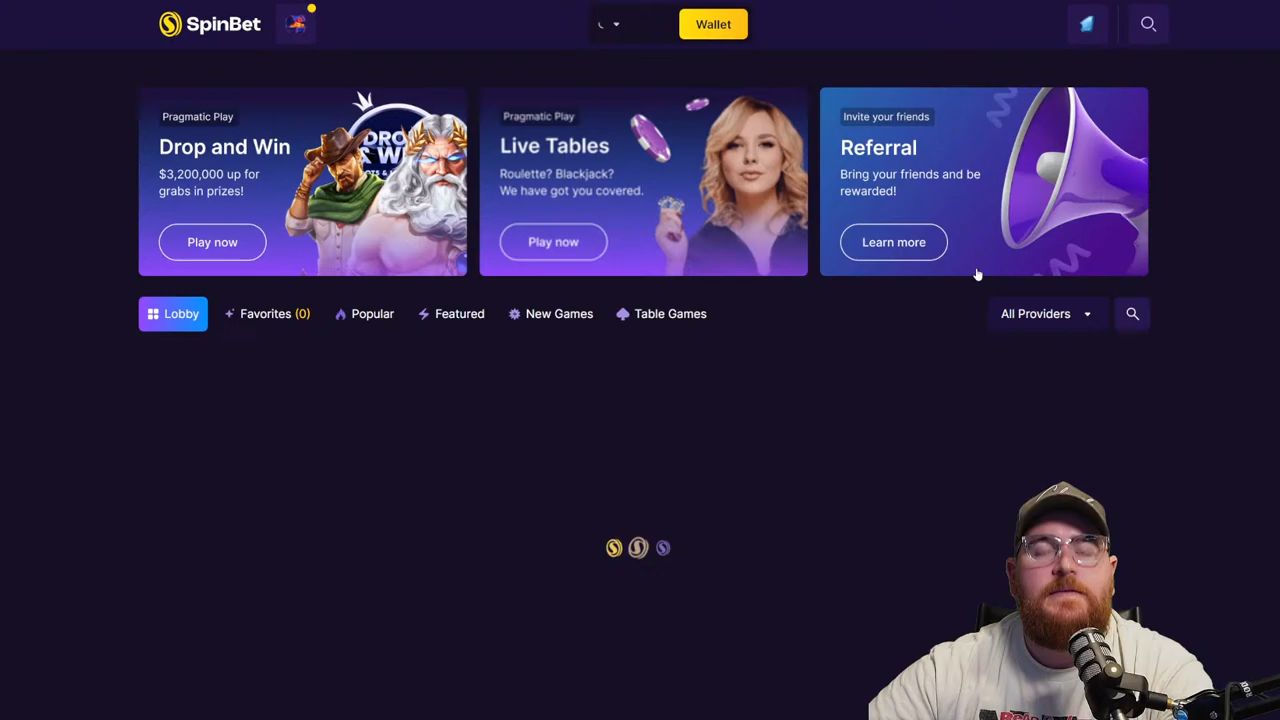 SpinBet
Wallet
Pragmatic Play
Drop and Win
$3,200,000 up for
grabs in prizes!
Play now
Pragmatic Play
Live Tables
Roulette? Blackjack?
We have got you covered.
Play now
Invite your friends
Referral
Bring your friends and be
rewarded!
Learn more
Lobby
Favorites (0)
Popular
Featured
New Games
Table Games
All Providers